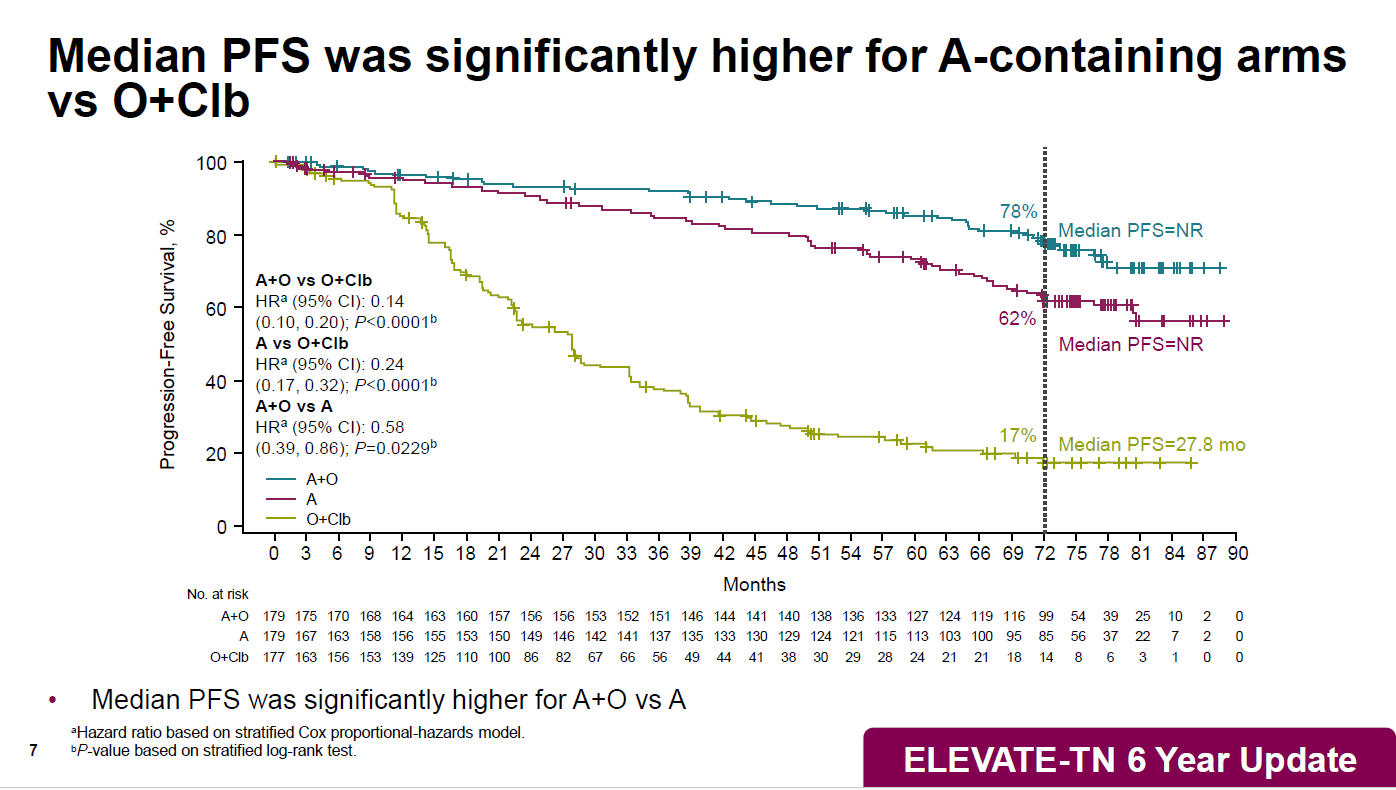 Median PFS was significantly higher for A-containing arms
vs O+Clb
Progression-Free Survival, %
100
80
60
40
20
0
A+O vs O+Clb
HRᵃ (95% CI): 0.14
(0.10, 0.20); P<0.0001ᵇ
A vs O+Clb
HRᵃ (95% CI): 0.24
(0.17, 0.32); P<0.0001ᵇ
A+O vs A
HRᵃ (95% CI): 0.58
(0.39, 0.86); P=0.0229ᵇ
A+O
A
O+Clb
78%
Median PFS=NR
62%
Median PFS=NR
17%
Median PFS=27.8 mo
0 3 6 9 12 15 18 21 24 27 30 33 36 39 42 45 48 51 54 57 60 63 66 69 72 75 78 81 84 87 90
Months
No. at risk
A+O 179 175 170 168 164 163 160 157 156 156 153 152 151 146 144 141 140 138 136 133 127 124 119 116 99 54 39 25 10 2 0
A 179 167 163 158 156 155 153 150 149 146 142 141 137 135 133 130 129 124 121 115 113 103 100 95 85 56 37 22 7 2 0
O+Clb 177 163 156 153 139 125 110 100 86 82 67 66 56 49 44 41 38 30 29 28 24 21 21 18 14 8 6 3 1 0 0
• Median PFS was significantly higher for A+O vs A
ᵃHazard ratio based on stratified Cox proportional-hazards model.
7 ᵇP-value based on stratified log-rank test.
ELEVATE-TN 6 Year Update